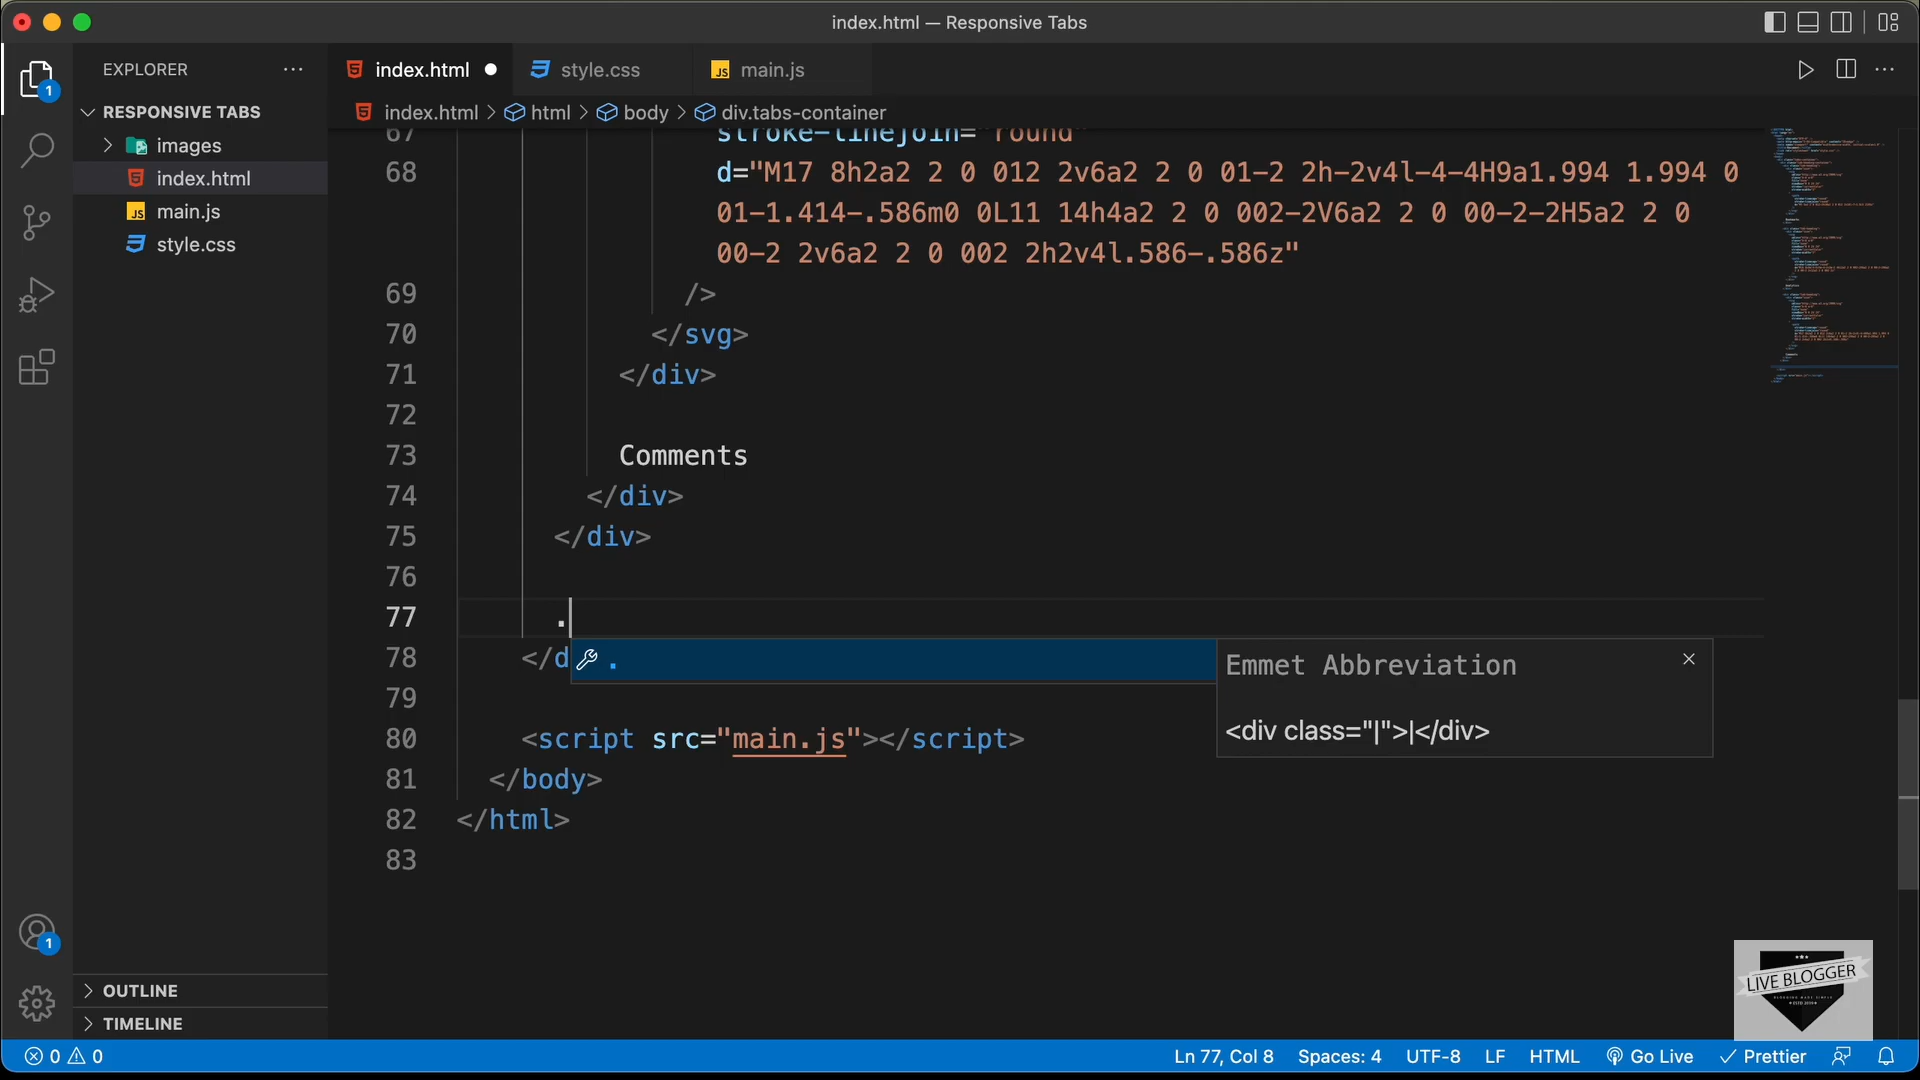 index.html — Responsive Tabs
EXPLORER
RESPONSIVE TABS
images
index.html
main.js
style.css
OUTLINE
TIMELINE
index.html
style.css
main.js
index.html > html > body > div.tabs-container
67 stroke-linejoin="round"
68 d="M17 8h2a2 2 0 012 2v6a2 2 0 01-2 2h-2v4l-4-4H9a1.994 1.994 0
01-1.414-.586m0 0L11 14h4a2 2 0 002-2V6a2 2 0 00-2-2H5a2 2 0
00-2 2v6a2 2 0 002 2h2v4l.586-.586z"
69 />
70 </svg>
71 </div>
72
73 Comments
74 </div>
75 </div>
76
77 .
78 </d
.
Emmet Abbreviation
<div class="|">|</div>
79
80 <script src="main.js"></script>
81 </body>
82 </html>
83
1
1
LIVE BLOGGER
0 0
Ln 77, Col 8
Spaces: 4
UTF-8
LF
HTML
Go Live
Prettier